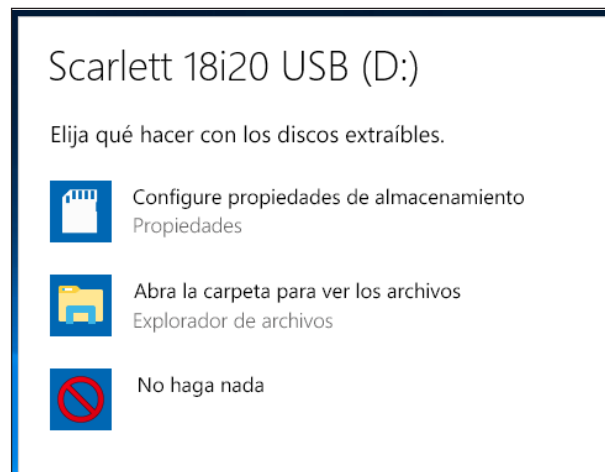 Scarlett 18i20 USB (D:)
Elija qué hacer con los discos extraíbles.
Configure propiedades de almacenamiento
Propiedades
Abra la carpeta para ver los archivos
Explorador de archivos
No haga nada